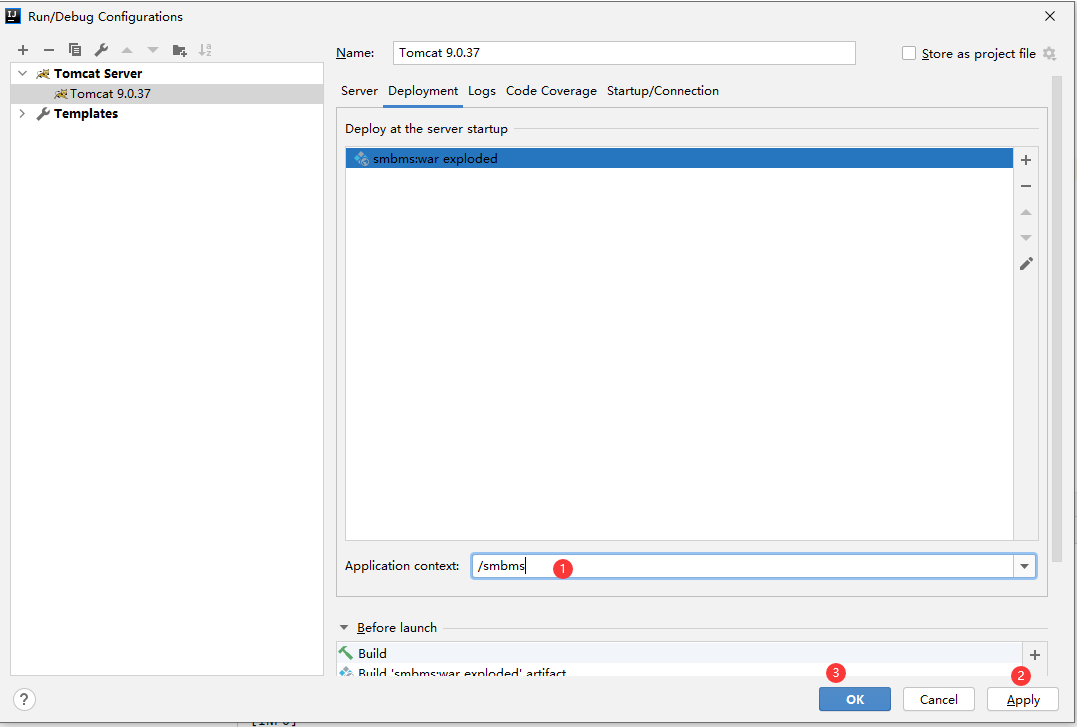 Run/Debug Configurations
Name: Tomcat 9.0.37
Store as project file
Tomcat Server
Tomcat 9.0.37
Templates
Server Deployment Logs Code Coverage Startup/Connection
Deploy at the server startup
smbms:war exploded
Application context: /smbms 1
Before launch
Build
Build 'smbms:war exploded' artifact
3 2
? OK Cancel Apply
[INFO]